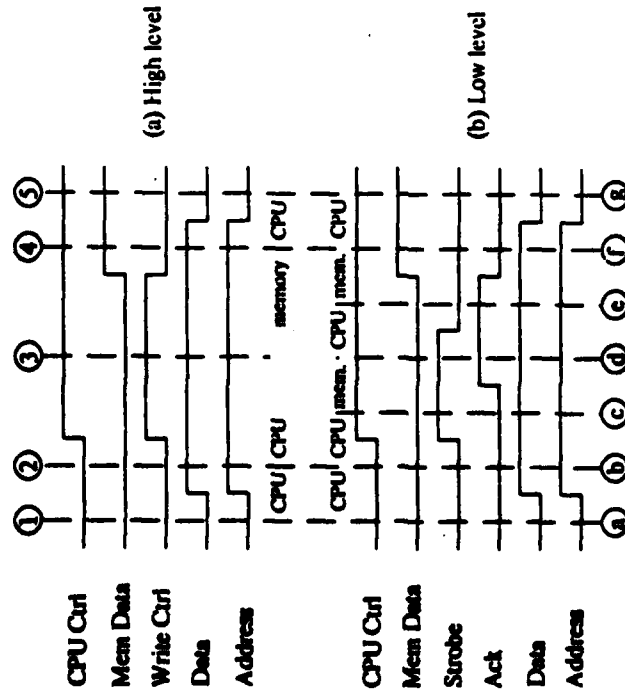 1 2 3 4 5
CPU Ctrl
Mem Data
Write Ctrl
Data
Address
(a) High level
CPU CPU memory CPU
CPU CPU mem. CPU mem. CPU
CPU Ctrl
Mem Data
Strobe
Ack
Data
Address
(b) Low level
a b c d e f g